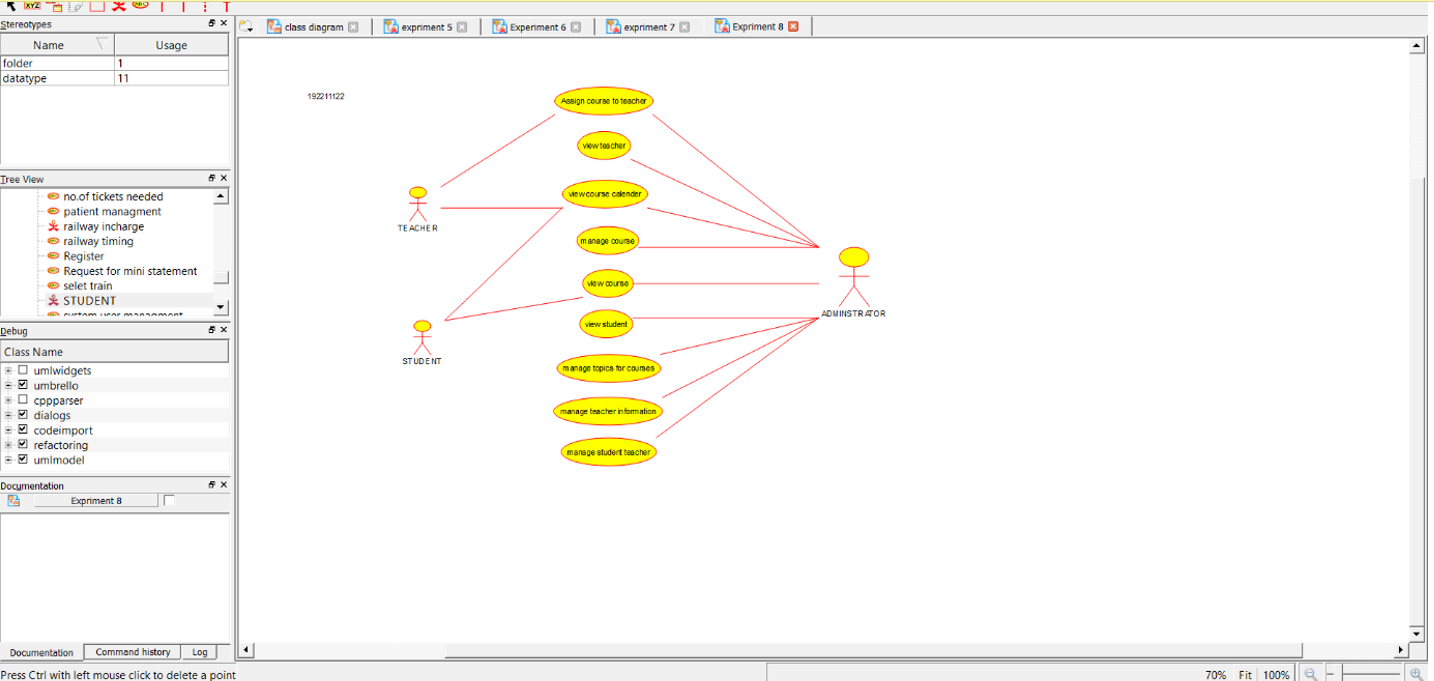 XYZ
Stereotypes
Name Usage
folder 1
datatype 11
Tree View
no.of tickets needed
patient managment
railway incharge
railway timing
Register
Request for mini statement
selet train
STUDENT
system user managment
Debug
Class Name
umlwidgets
umbrello
cppparser
dialogs
codeimport
refactoring
umlmodel
Documentation
Expriment 8
Documentation Command history Log
Press Ctrl with left mouse click to delete a point
class diagram expriment 5 Expriment 6 expriment 7 Expriment 8
192211122
Assign course to teacher
view teacher
view course calender
TEACHER
manage course
view course
ADMINSTRATOR
view student
STUDENT
manage topics for courses
manage teacher information
manage student teacher
70% Fit 100%